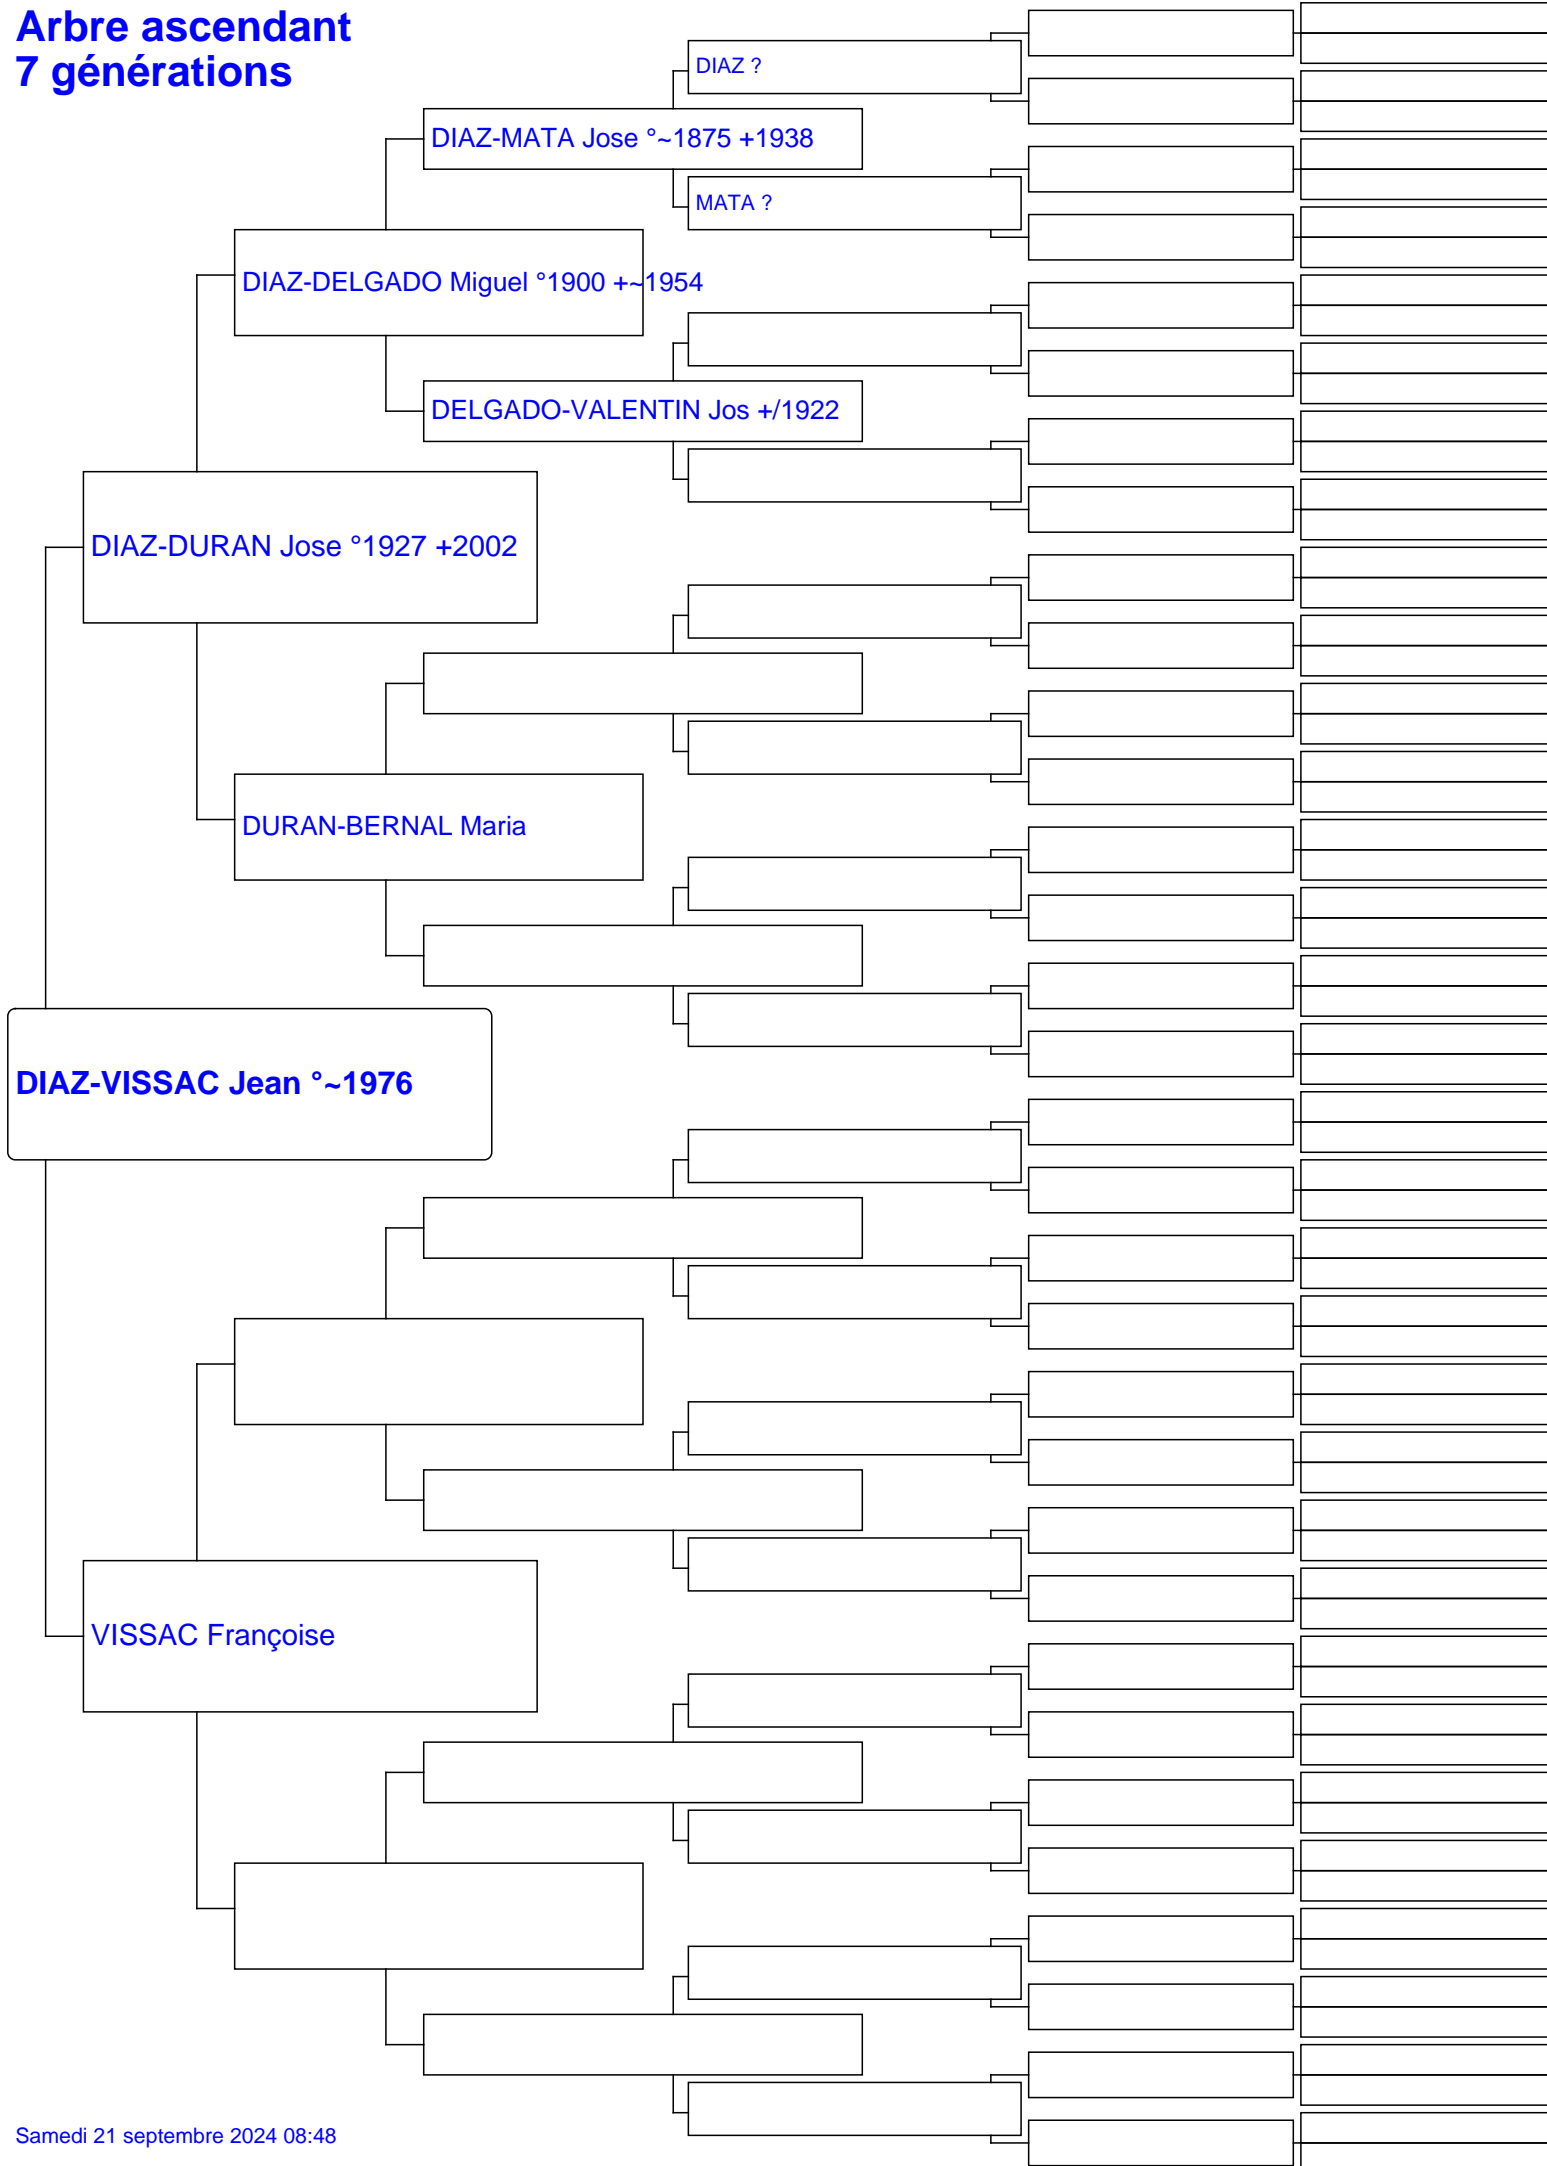 Arbre ascendant
7 générations
DIAZ ?
DIAZ-MATA Jose °~1875 +1938
MATA ?
DIAZ-DELGADO Miguel °1900 +~1954
DELGADO-VALENTIN Jos +/1922
DIAZ-DURAN Jose °1927 +2002
DURAN-BERNAL Maria
DIAZ-VISSAC Jean °~1976
VISSAC Françoise
Samedi 21 septembre 2024 08:48